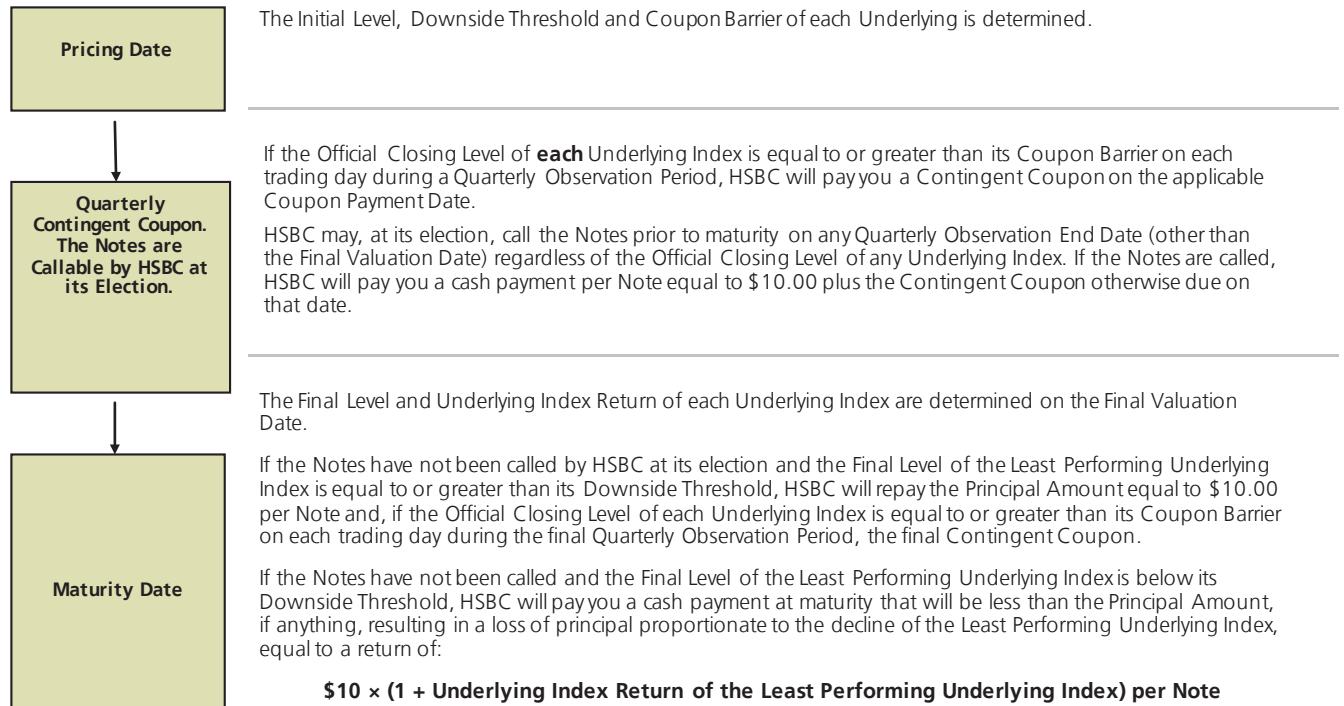 Pricing Date
The Initial Level, Downside Threshold and Coupon Barrier of each Underlying is determined.
Quarterly
Contingent Coupon.
The Notes are
Callable by HSBC at
its Election.
If the Official Closing Level of each Underlying Index is equal to or greater than its Coupon Barrier on each
trading day during a Quarterly Observation Period, HSBC will pay you a Contingent Coupon on the applicable
Coupon Payment Date.
HSBC may, at its election, call the Notes prior to maturity on any Quarterly Observation End Date (other than
the Final Valuation Date) regardless of the Official Closing Level of any Underlying Index. If the Notes are called,
HSBC will pay you a cash payment per Note equal to $10.00 plus the Contingent Coupon otherwise due on
that date.
Maturity Date
The Final Level and Underlying Index Return of each Underlying Index are determined on the Final Valuation
Date.
If the Notes have not been called by HSBC at its election and the Final Level of the Least Performing Underlying
Index is equal to or greater than its Downside Threshold, HSBC will repay the Principal Amount equal to $10.00
per Note and, if the Official Closing Level of each Underlying Index is equal to or greater than its Coupon Barrier
on each trading day during the final Quarterly Observation Period, the final Contingent Coupon.
If the Notes have not been called and the Final Level of the Least Performing Underlying Index is below its
Downside Threshold, HSBC will pay you a cash payment at maturity that will be less than the Principal Amount,
if anything, resulting in a loss of principal proportionate to the decline of the Least Performing Underlying Index,
equal to a return of:
$10 × (1 + Underlying Index Return of the Least Performing Underlying Index) per Note